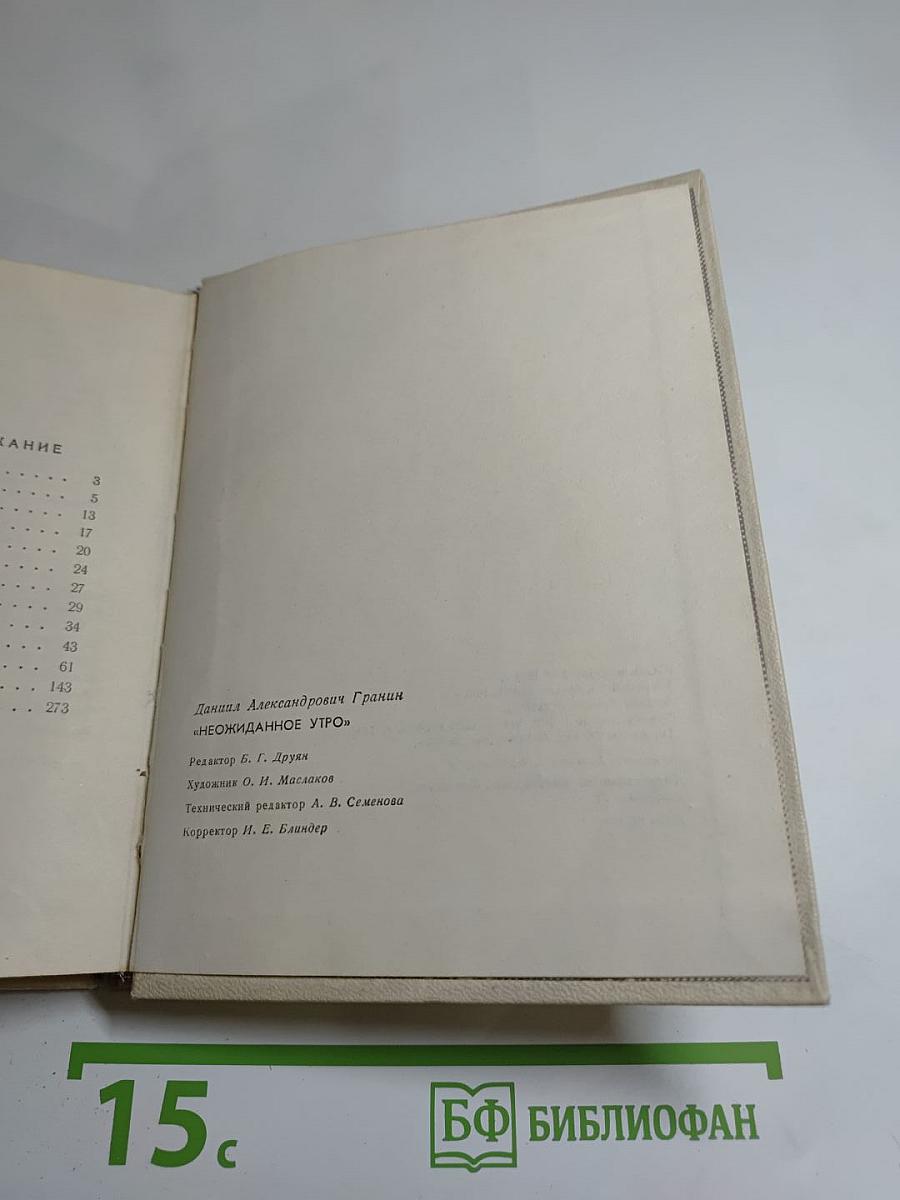 КАНИЕ
3
5
13
17
20
24
27
29
34
43
61
143
273
Даниил Александрович Гранин
«НЕОЖИДАННОЕ УТРО»
Редактор Б. Г. Друян
Художник О. И. Маслаков
Технический редактор А. В. Семенова
Корректор И. Е. Блиндер
15 с
БФ БИБЛИОФАН